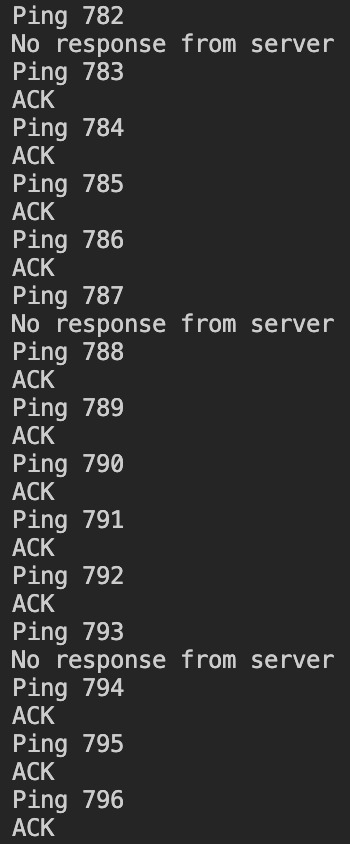 Ping 782
No response from server
Ping 783
ACK
Ping 784
ACK
Ping 785
ACK
Ping 786
ACK
Ping 787
No response from server
Ping 788
ACK
Ping 789
ACK
Ping 790
ACK
Ping 791
ACK
Ping 792
ACK
Ping 793
No response from server
Ping 794
ACK
Ping 795
ACK
Ping 796
ACK